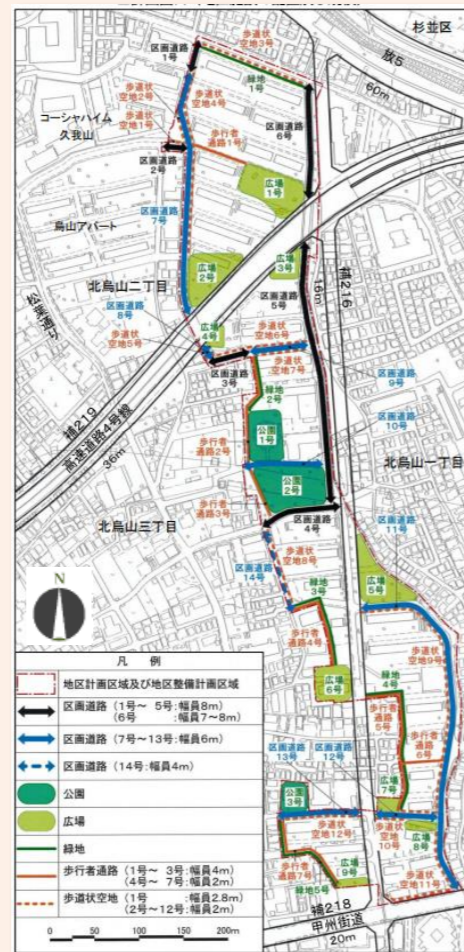 杉並区
放5
60m
区画道路
1号
歩道状
空地3号
緑地
1号
歩道状
空地2号
歩道状
空地4号
コーシャハイム
久我山
歩道状
空地1号
歩行者
通路1号
区画道路
6号
区画道路
2号
広場
1号
烏山アパート
区画道路
7号
北烏山二丁目
広場
2号
広場
3号
補216
16m
区画道路
5号
松葉通り
区画道路
8号
広場
4号
歩道状
空地5号
歩道状
空地6号
区画道路
3号
歩道状
空地7号
区画道路
9号
補219
高速道路4号線
36m
緑地
2号
区画道路
10号
公園
1号
歩行者
通路2号
北烏山一丁目
公園
2号
歩行者
通路3号
区画道路
4号
区画道路
11号
北烏山三丁目
歩道状
空地8号
区画道路
14号
広場
5号
N
緑地
3号
歩行者
通路4号
歩道状
空地9号
広場
6号
緑地
4号
歩行者
通路5号
歩行者
通路6号
区画道路
13号
区画道路
12号
広場
7号
公園
3号
歩道状
空地12号
歩道状
空地
10号
広場
8号
歩行者
通路7号
広場
9号
緑地5号
歩道状
空地11号
補218
甲州街道
20m
凡 例
地区計画区域及び地区整備計画区域
区画道路（1号～ 5号:幅員8m）
（6号 :幅員7～8m）
区画道路（7号～13号:幅員6m）
区画道路（14号:幅員4m）
公園
広場
緑地
歩行者通路（1号～ 3号:幅員4m）
（4号～ 7号:幅員2m）
歩道状空地（1号 :幅員2.8m）
（2号～12号:幅員2m）
0 50 100 150 200m